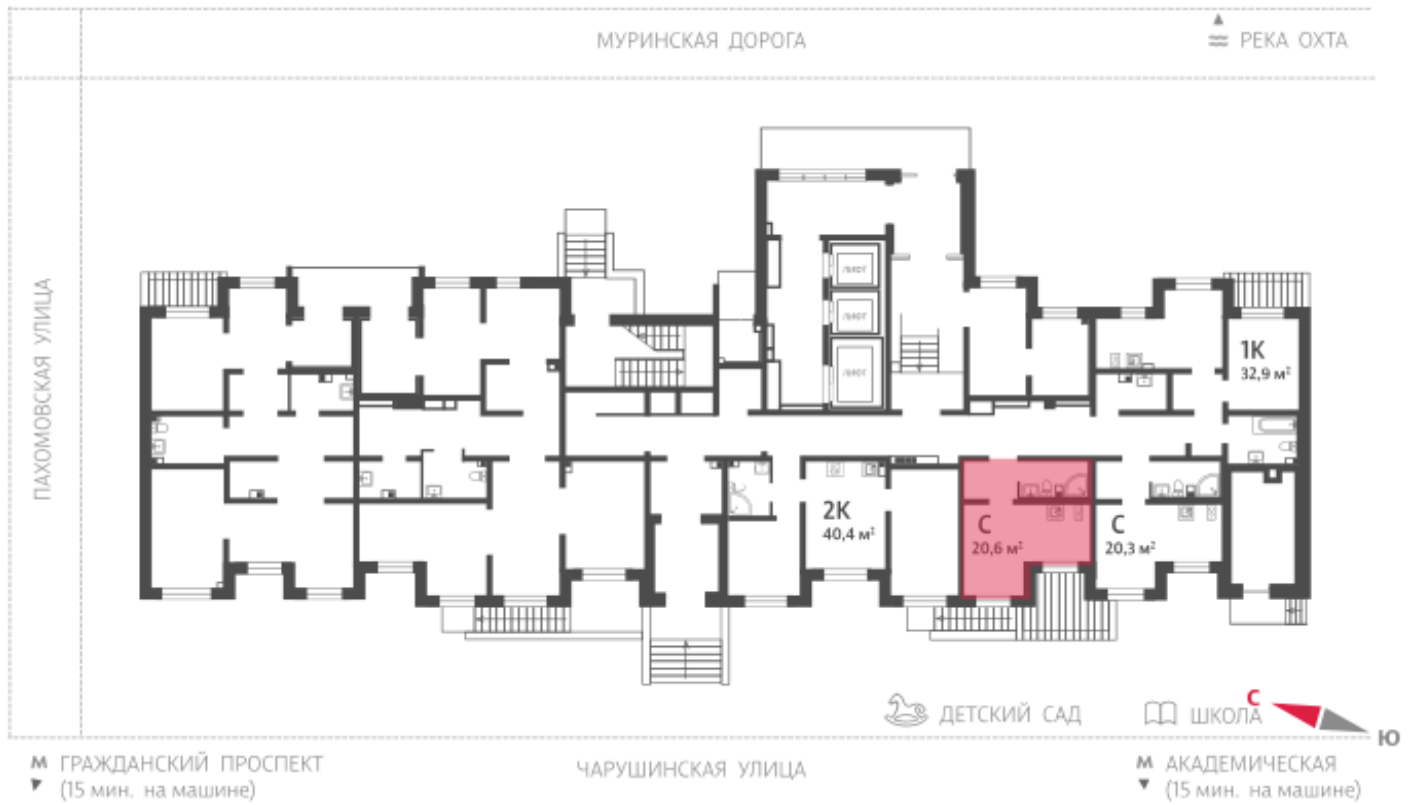 МУРИНСКАЯ ДОРОГА
РЕКА ОХТА
ПАХОМОВСКАЯ УЛИЦА
ЛИФТ
ЛИФТ
ЛИФТ
1К
32,9 м²
2К
40,4 м²
С
20,6 м²
С
20,3 м²
ДЕТСКИЙ САД
ШКОЛА
С
Ю
М ГРАЖДАНСКИЙ ПРОСПЕКТ
(15 мин. на машине)
ЧАРУШИНСКАЯ УЛИЦА
М АКАДЕМИЧЕСКАЯ
(15 мин. на машине)